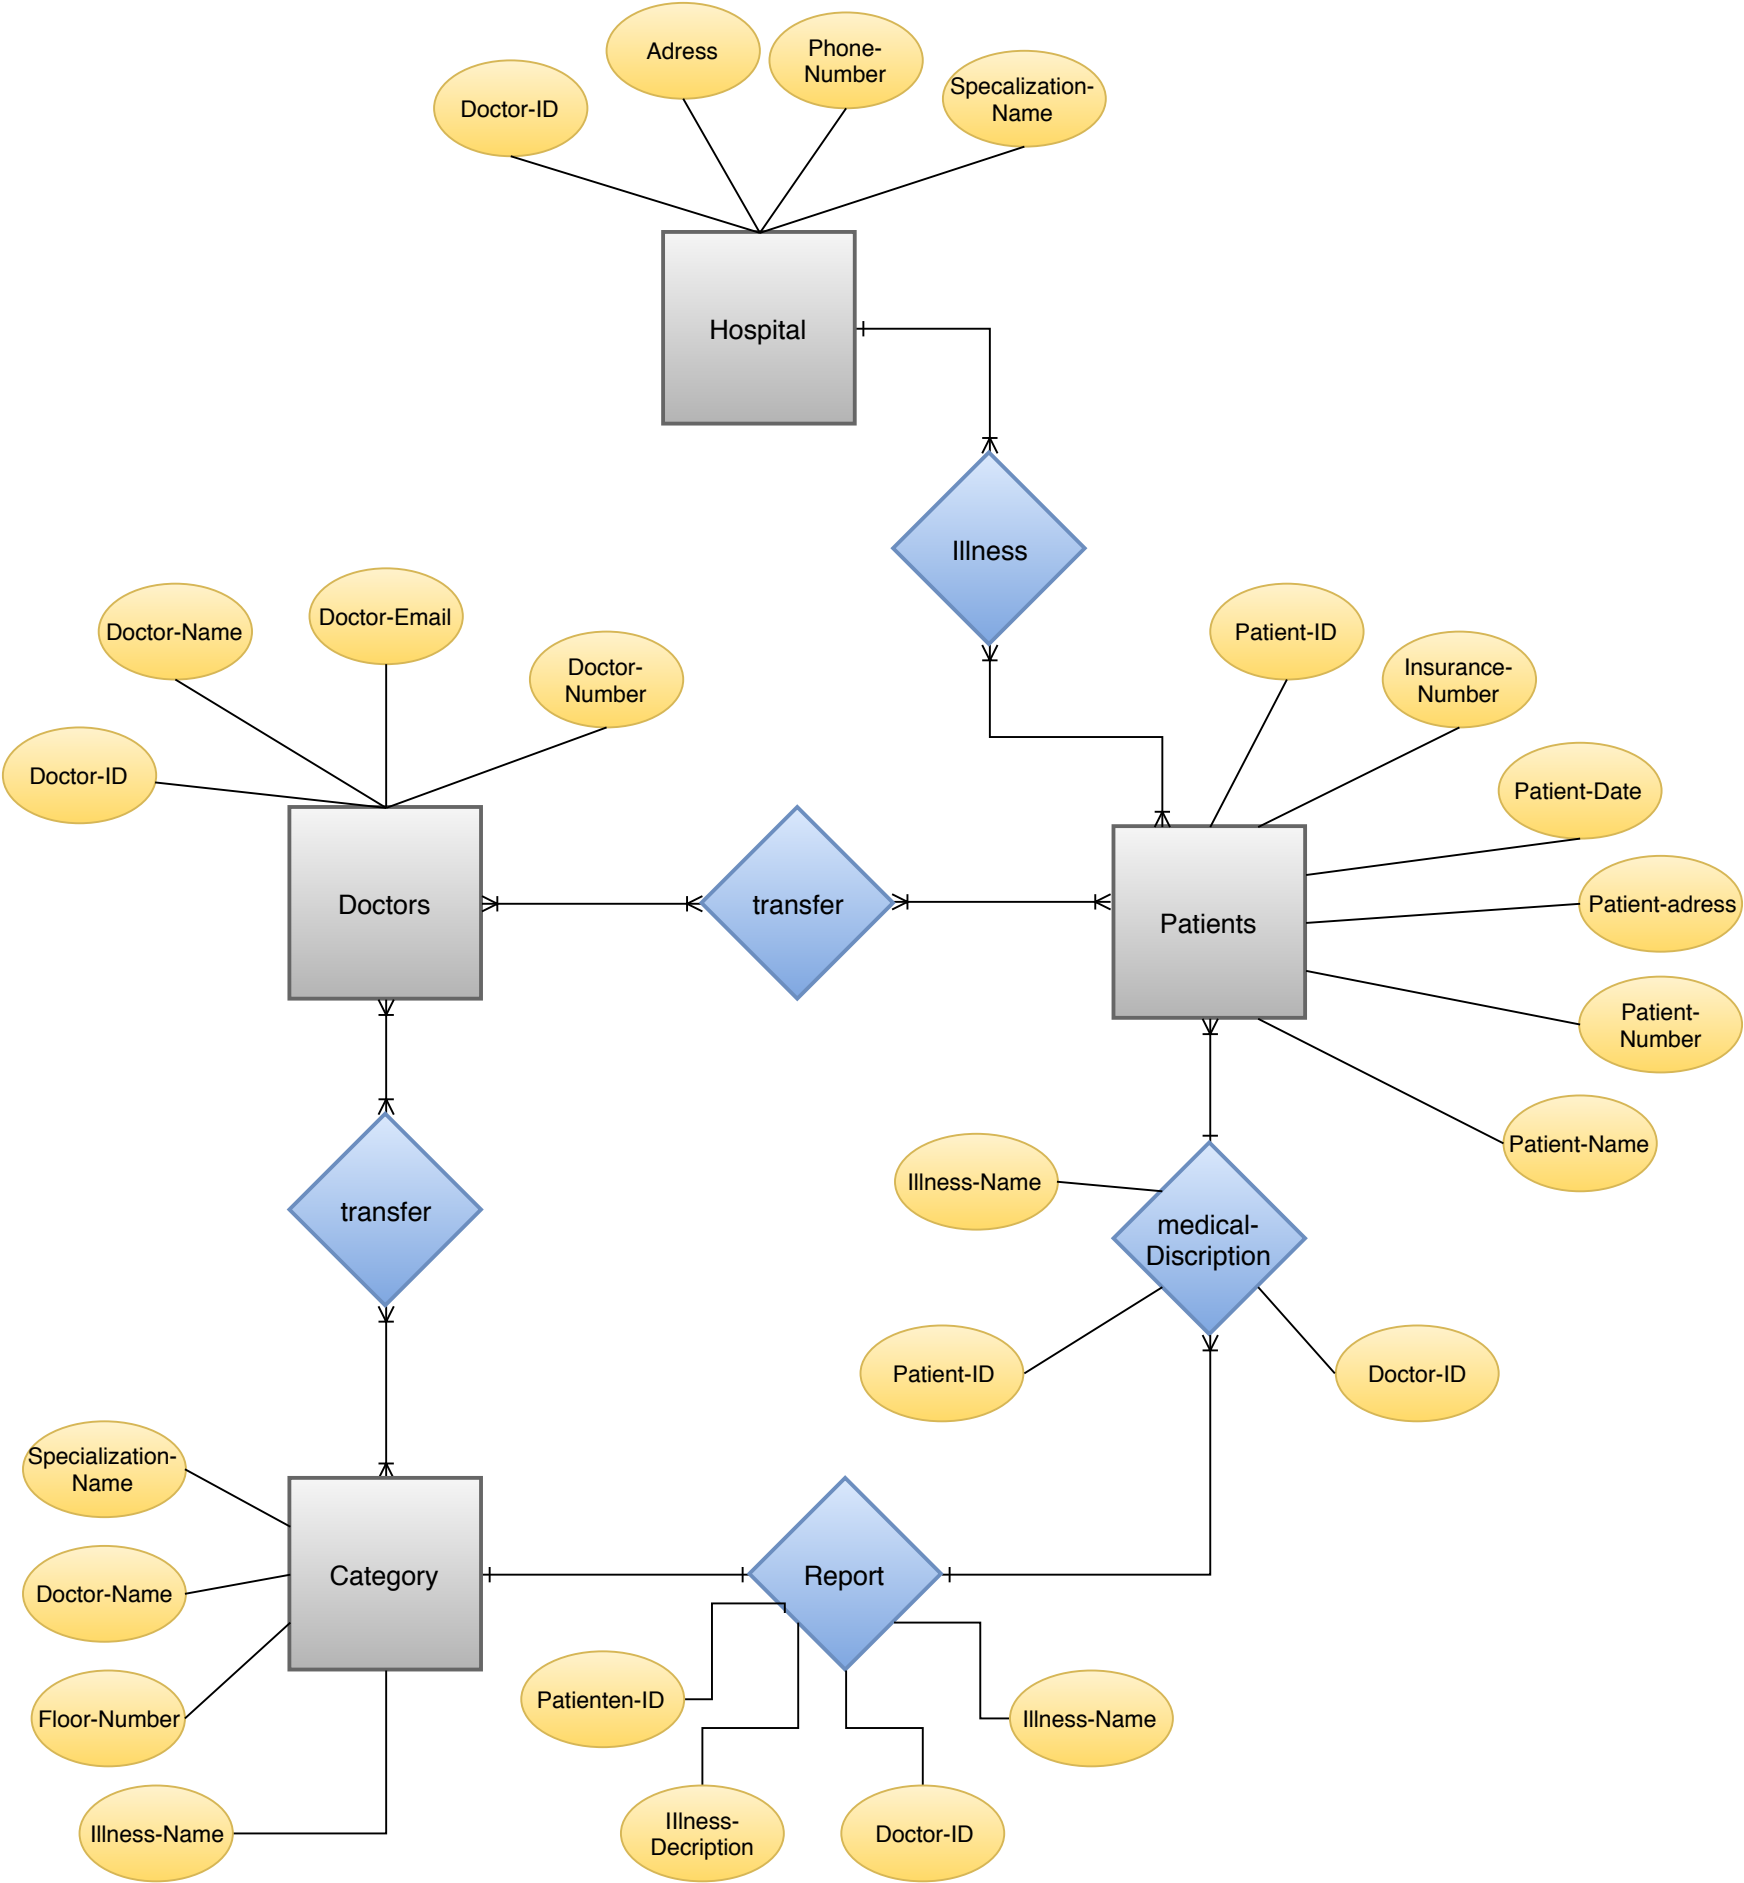 Adress
Phone-
Number
Doctor-ID
Specalization-
Name
Hospital
Illness
Doctor-Name
Doctor-Email
Doctor-
Number
Doctor-ID
Patient-ID
Insurance-
Number
Patient-Date
Patient-adress
Patient-
Number
Patient-Name
Doctors
transfer
Patients
transfer
Illness-Name
medical-
Discription
Patient-ID
Doctor-ID
Specialization-
Name
Doctor-Name
Floor-Number
Illness-Name
Category
Report
Patienten-ID
Illness-Name
Illness-
Decription
Doctor-ID